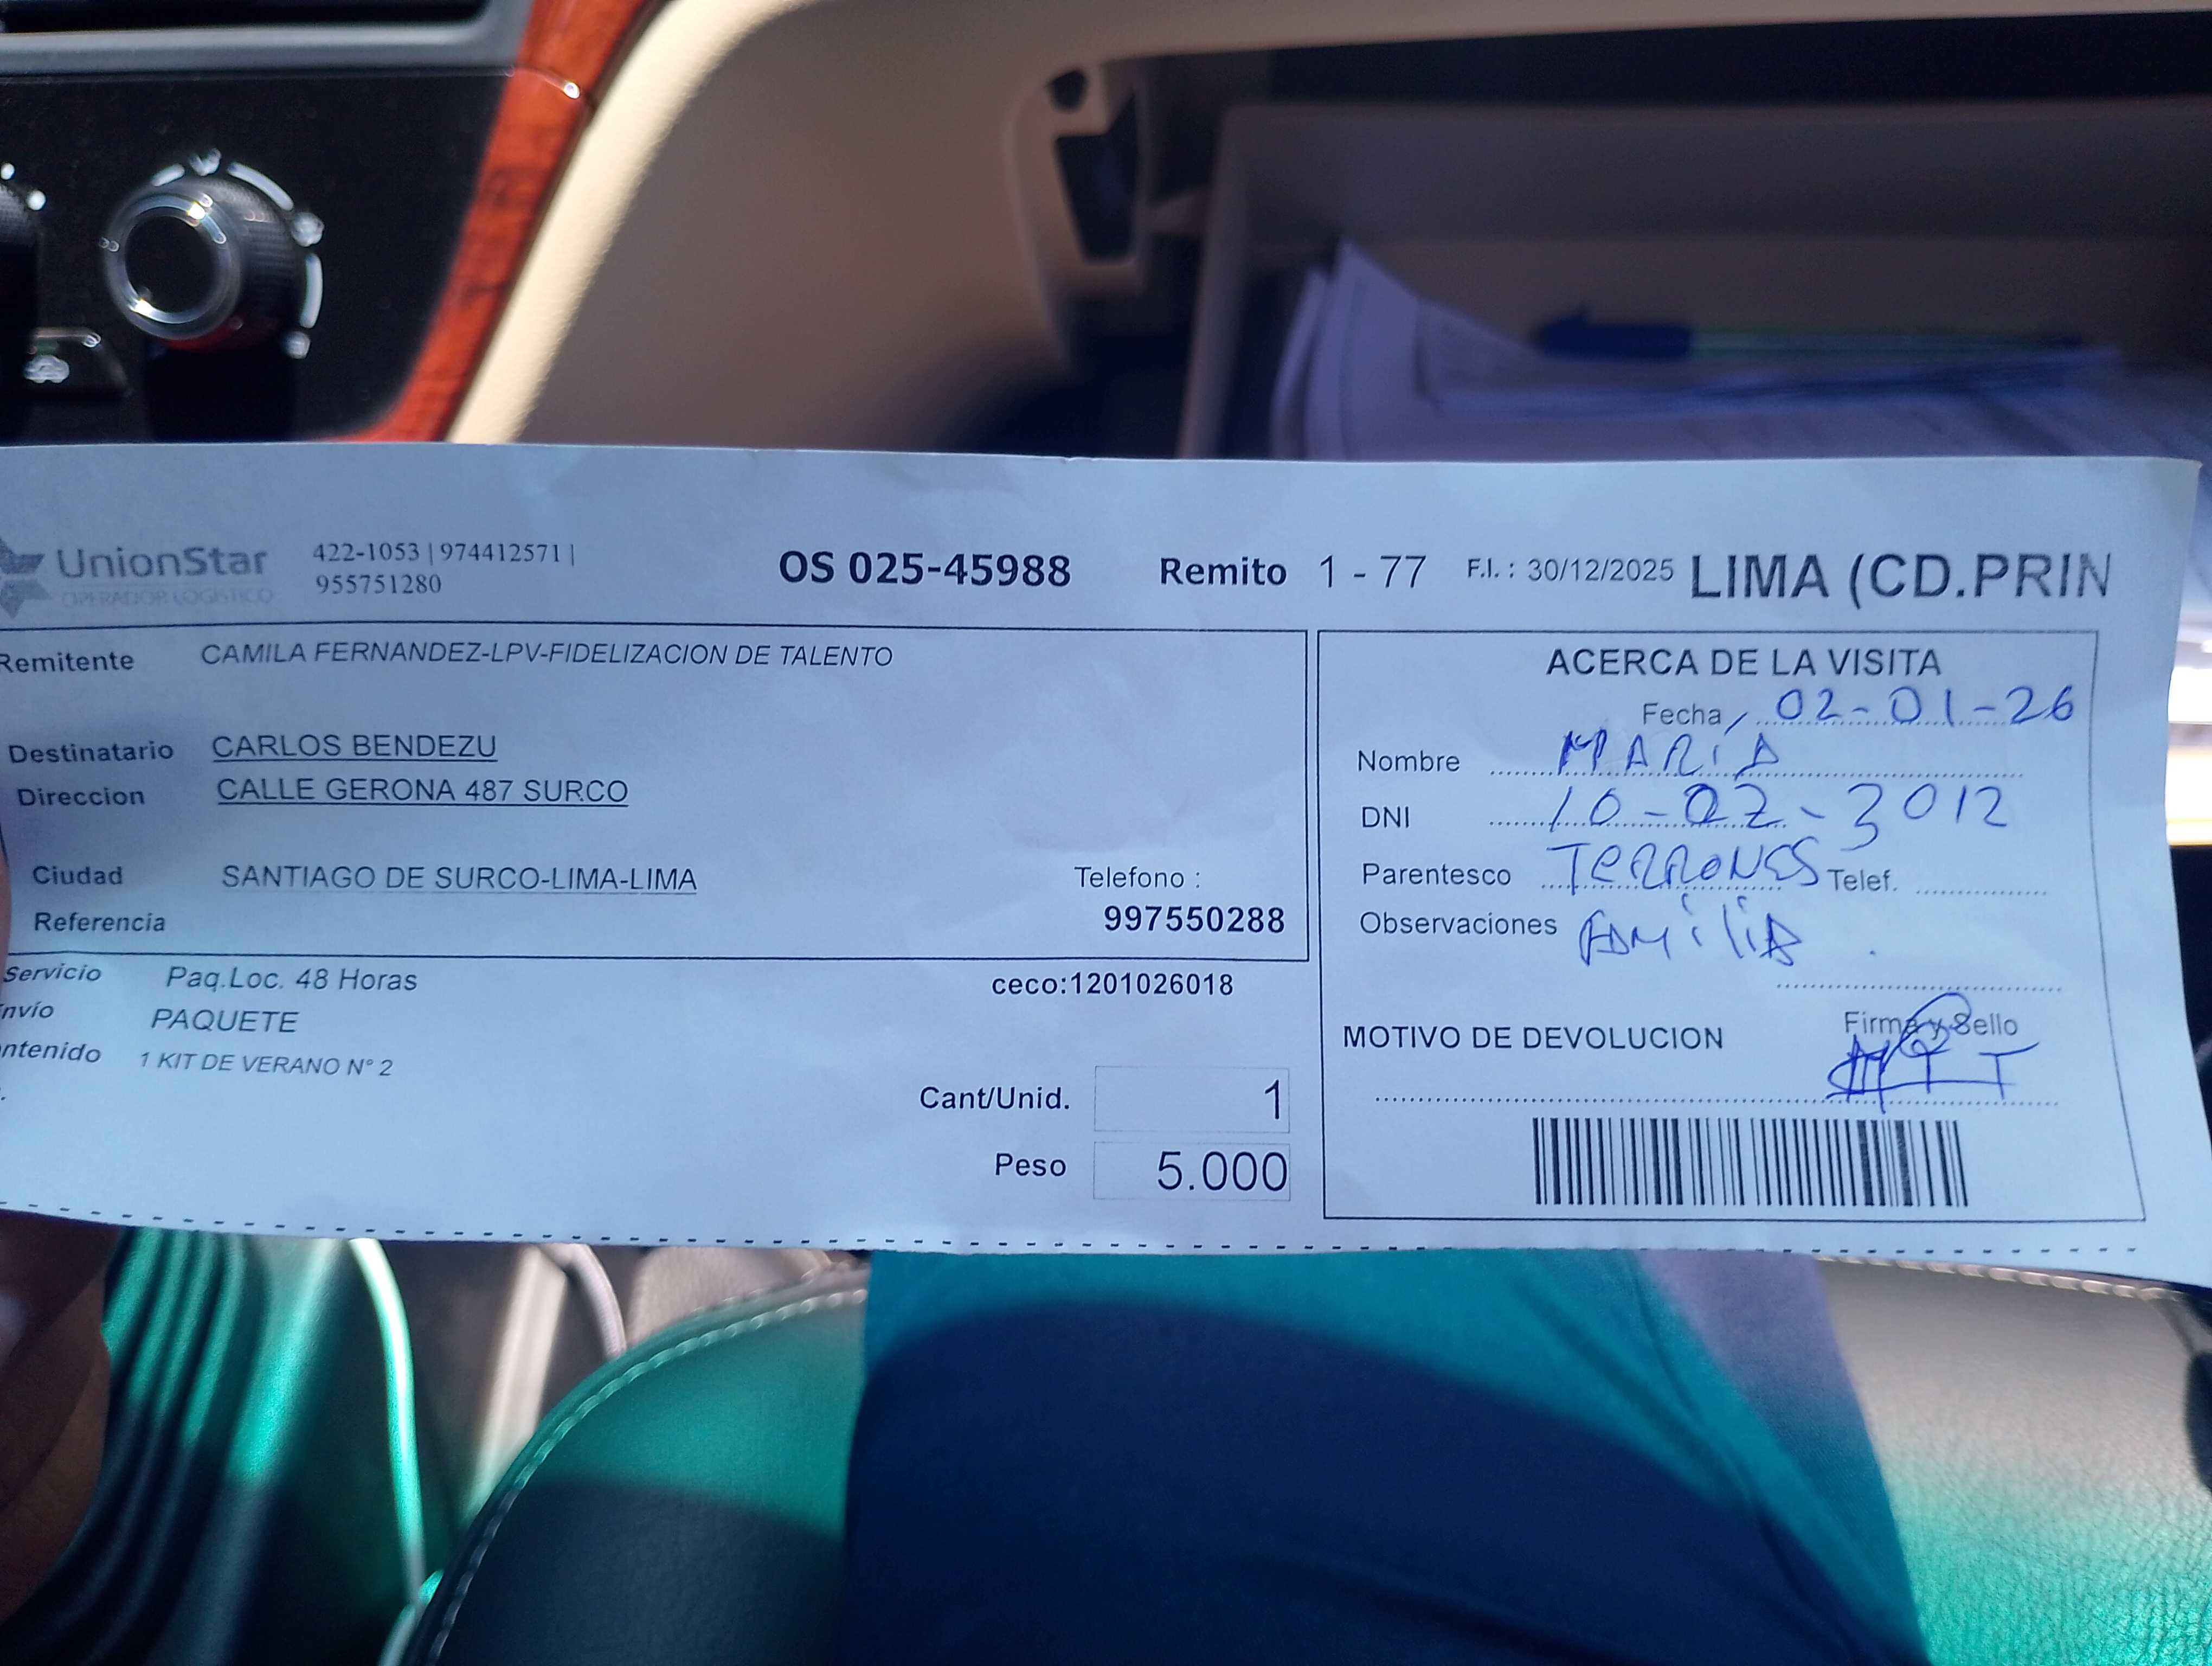 UnionStar
OPERADOR LOGISTICO
422-1053 | 974412571 |
955751280
OS 025-45988
Remito 1 - 77
F.I. : 30/12/2025
LIMA (CD.PRIN
Remitente CAMILA FERNANDEZ-LPV-FIDELIZACION DE TALENTO
Destinatario CARLOS BENDEZU
Direccion CALLE GERONA 487 SURCO
Ciudad SANTIAGO DE SURCO-LIMA-LIMA
Telefono :
Referencia
997550288
Servicio Paq.Loc. 48 Horas
ceco:1201026018
nvío PAQUETE
ntenido 1 KIT DE VERANO N° 2
Cant/Unid. 1
Peso 5.000
ACERCA DE LA VISITA
Fecha 02-01-26
Nombre MARIA
DNI 10-02-3012
Parentesco TERRONES Telef.
Observaciones FAMiliA
Firma y Sello
MOTIVO DE DEVOLUCION